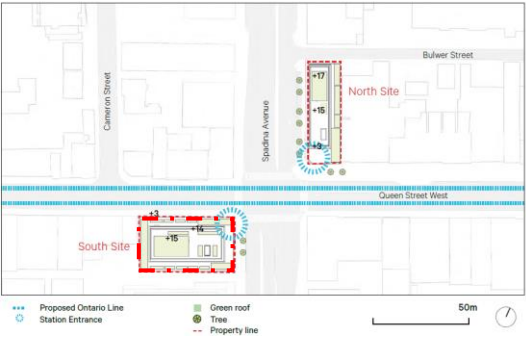 Bulwer Street
+17
North Site
Cameron Street
Spadina Avenue
+15
+3
Queen Street West
+3
+14
+15
South Site
Proposed Ontario Line
Station Entrance
Green roof
Tree
Property line
50m